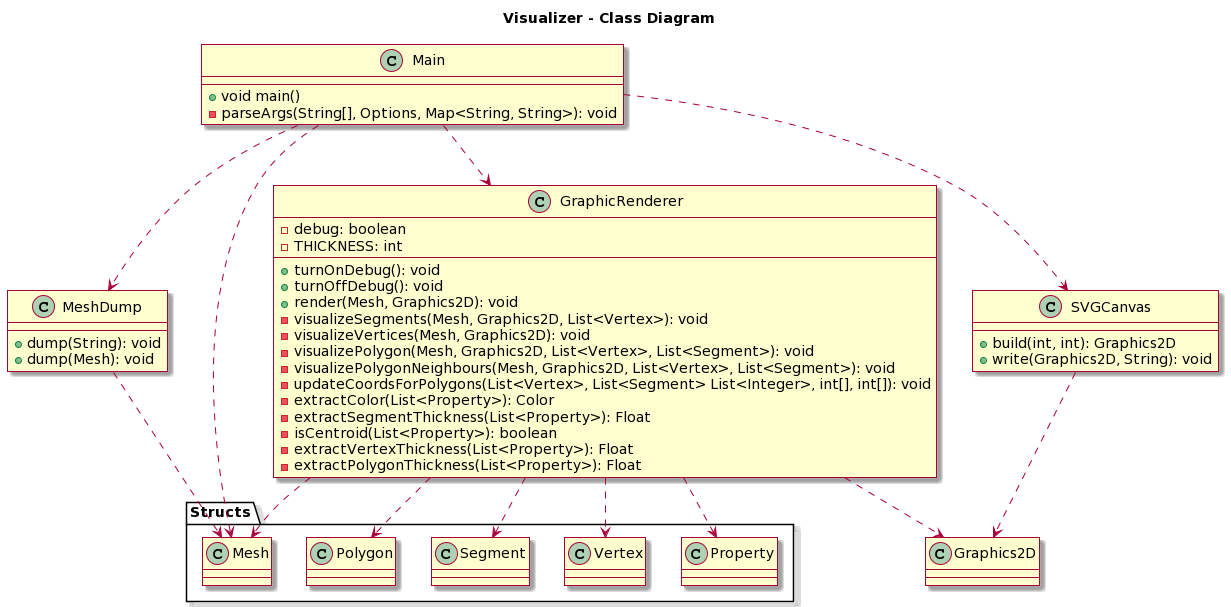 Visualizer - Class Diagram
C Main
void main()
parseArgs(String[], Options, Map<String, String>): void
C GraphicRenderer
debug: boolean
THICKNESS: int
turnOnDebug(): void
turnOffDebug(): void
render(Mesh, Graphics2D): void
visualizeSegments(Mesh, Graphics2D, List<Vertex>): void
visualizeVertices(Mesh, Graphics2D): void
visualizePolygon(Mesh, Graphics2D, List<Vertex>, List<Segment>): void
visualizePolygonNeighbours(Mesh, Graphics2D, List<Vertex>, List<Segment>): void
updateCoordsForPolygons(List<Vertex>, List<Segment> List<Integer>, int[], int[]): void
extractColor(List<Property>): Color
extractSegmentThickness(List<Property>): Float
isCentroid(List<Property>): boolean
extractVertexThickness(List<Property>): Float
extractPolygonThickness(List<Property>): Float
C MeshDump
dump(String): void
dump(Mesh): void
C SVGCanvas
build(int, int): Graphics2D
write(Graphics2D, String): void
Structs
C Mesh
C Polygon
C Segment
C Vertex
C Property
C Graphics2D